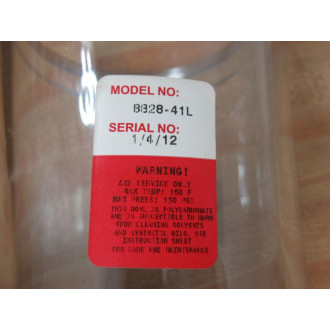 MODEL NO:
8828-41L
SERIAL NO:
1/4/12
WARNING!
AIR SERVICE ONLY
MAX TEMP: 150 F
MAX PRESS: 150 PSI
THIS BOWL IS POLYCARBONATE
AND IS SUSCEPTIBLE TO HARM
FROM CLEANING SOLVENTS
AND SYNTHETIC OILS. SEE
INSTRUCTION SHEET
FOR CARE AND MAINTENANCE